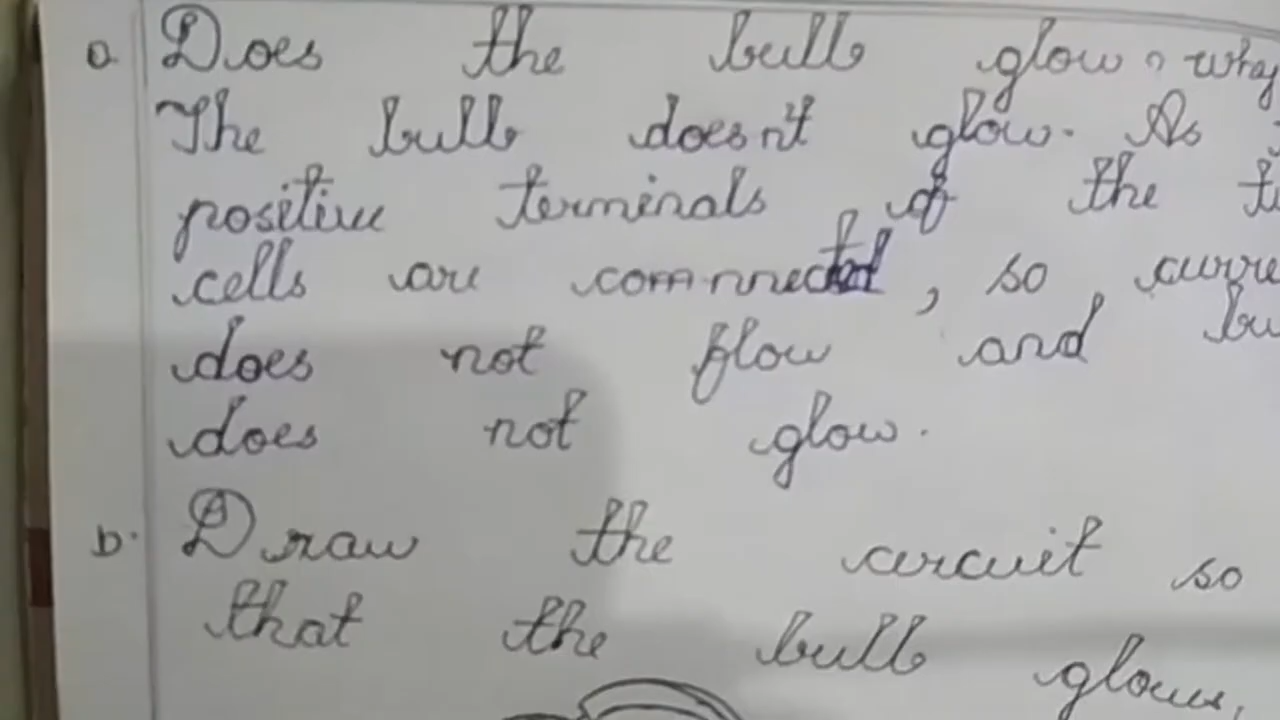 a. Does the bulb glow? why
The bulb doesn't glow. As
positive terminals of the
cells are comnnected, so
does not flow and
does not glow.
b. Draw the circuit so
that the bulb glows,